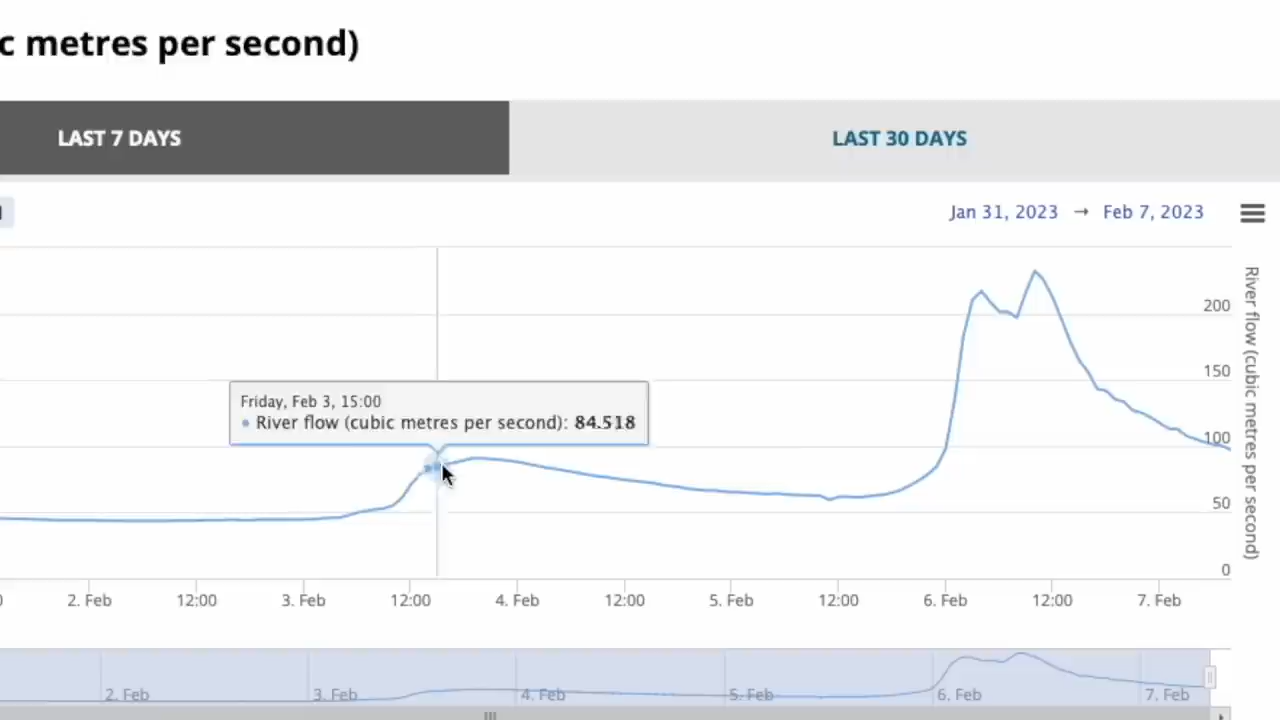 c metres per second)
LAST 7 DAYS
LAST 30 DAYS
Jan 31, 2023 → Feb 7, 2023
200
150
100
50
0
River flow (cubic metres per second)
Friday, Feb 3, 15:00
River flow (cubic metres per second): 84.518
2. Feb 12:00 3. Feb 12:00 4. Feb 12:00 5. Feb 12:00 6. Feb 12:00 7. Feb
2. Feb 3. Feb 4. Feb 5. Feb 6. Feb 7. Feb